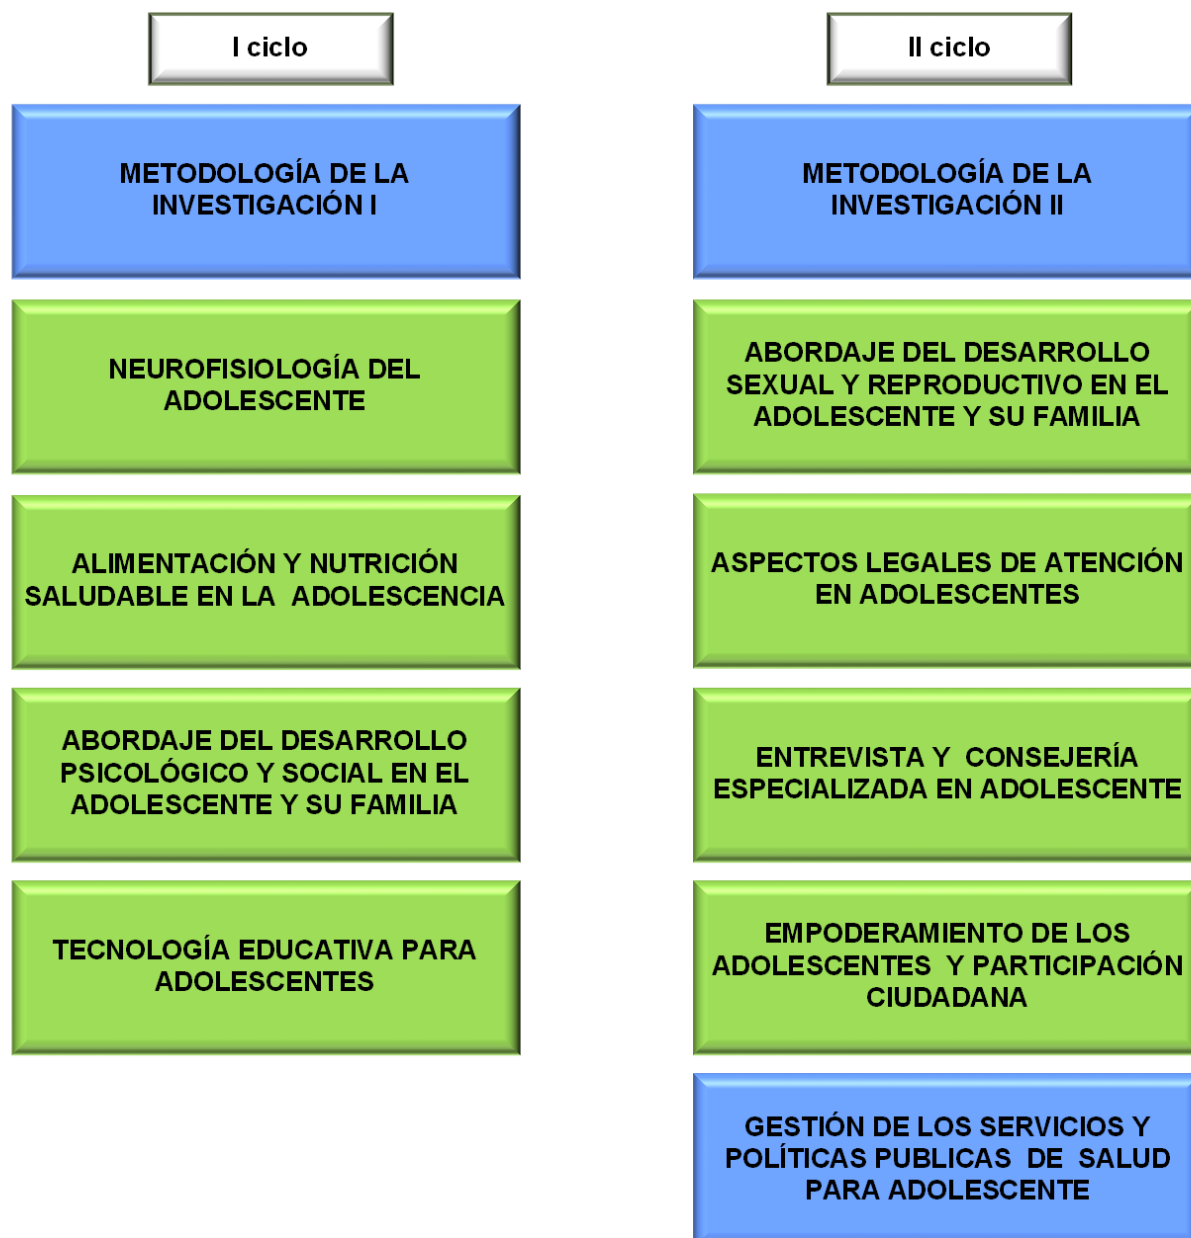 I ciclo
METODOLOGÍA DE LA
INVESTIGACIÓN I
NEUROFISIOLOGÍA DEL
ADOLESCENTE
ALIMENTACIÓN Y NUTRICIÓN
SALUDABLE EN LA  ADOLESCENCIA
ABORDAJE DEL DESARROLLO
PSICOLÓGICO Y SOCIAL EN EL
ADOLESCENTE Y SU FAMILIA
TECNOLOGÍA EDUCATIVA PARA
ADOLESCENTES
II ciclo
METODOLOGÍA DE LA
INVESTIGACIÓN II
ABORDAJE DEL DESARROLLO
SEXUAL Y REPRODUCTIVO EN EL
ADOLESCENTE Y SU FAMILIA
ASPECTOS LEGALES DE ATENCIÓN
EN ADOLESCENTES
ENTREVISTA Y  CONSEJERÍA
ESPECIALIZADA EN ADOLESCENTE
EMPODERAMIENTO DE LOS
ADOLESCENTES  Y PARTICIPACIÓN
CIUDADANA
GESTIÓN DE LOS SERVICIOS Y
POLÍTICAS PUBLICAS  DE  SALUD
PARA ADOLESCENTE